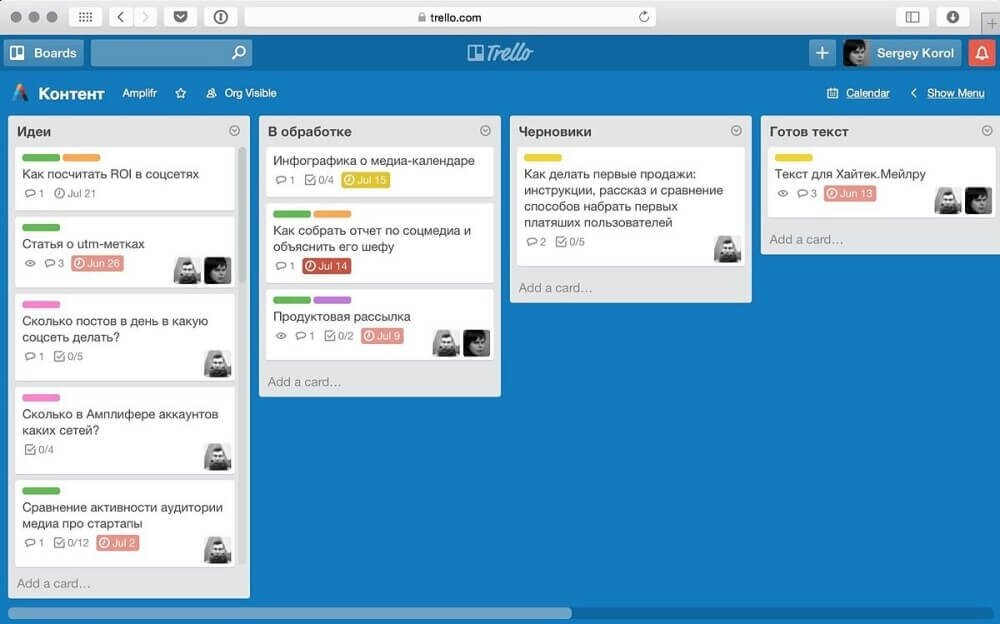 trello.com
Boards
Trello
Sergey Korol
Контент
Amplifr
Org Visible
Calendar
Show Menu
Идеи
Как посчитать ROI в соцсетях
1 Jul 21
Статья о utm-метках
3 Jun 26
Сколько постов в день в какую
соцсеть делать?
1 0/5
Сколько в Амплифере аккаунтов
каких сетей?
0/4
Сравнение активности аудитории
медиа про стартапы
1 0/12 Jul 2
Add a card…
В обработке
Инфографика о медиа-календаре
1 0/4 Jul 15
Как собрать отчет по соцмедиа и
объяснить его шефу
1 Jul 14
Продуктовая рассылка
1 0/2 Jul 9
Add a card…
Черновики
Как делать первые продажи:
инструкции, рассказ и сравнение
способов набрать первых
платящих пользователей
2 0/5
Add a card…
Готов текст
Текст для Хайтек.Мейлру
3 Jun 13
Add a card…